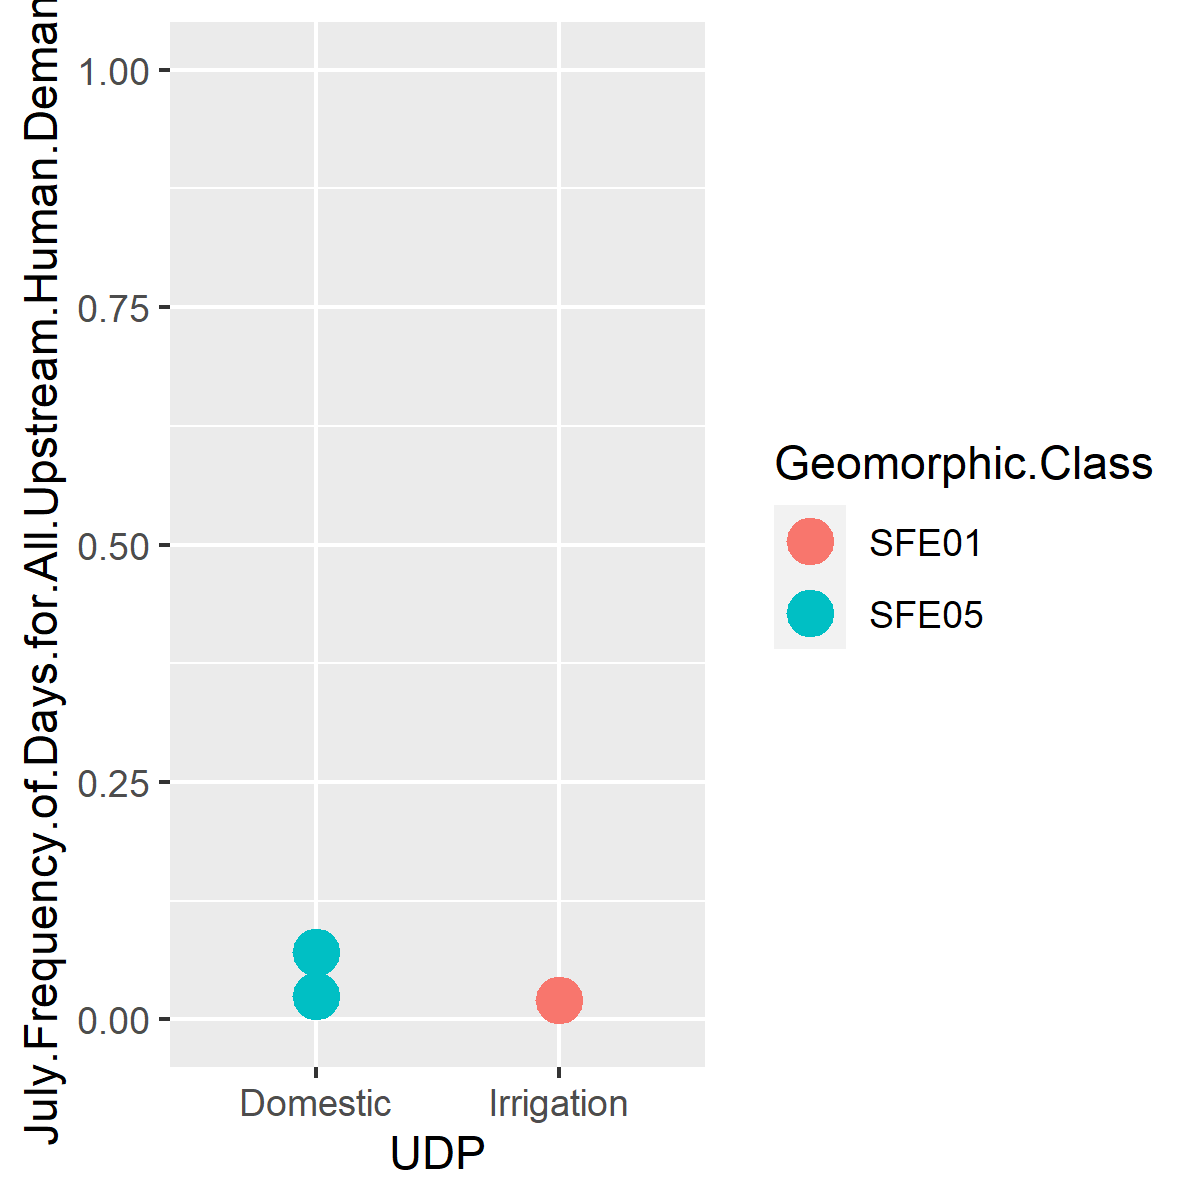 July.Frequency.of.Days.for.All.Upstream.Human.Deman
1.00
0.75
0.50
0.25
0.00
Domestic
Irrigation
UDP
Geomorphic.Class
SFE01
SFE05